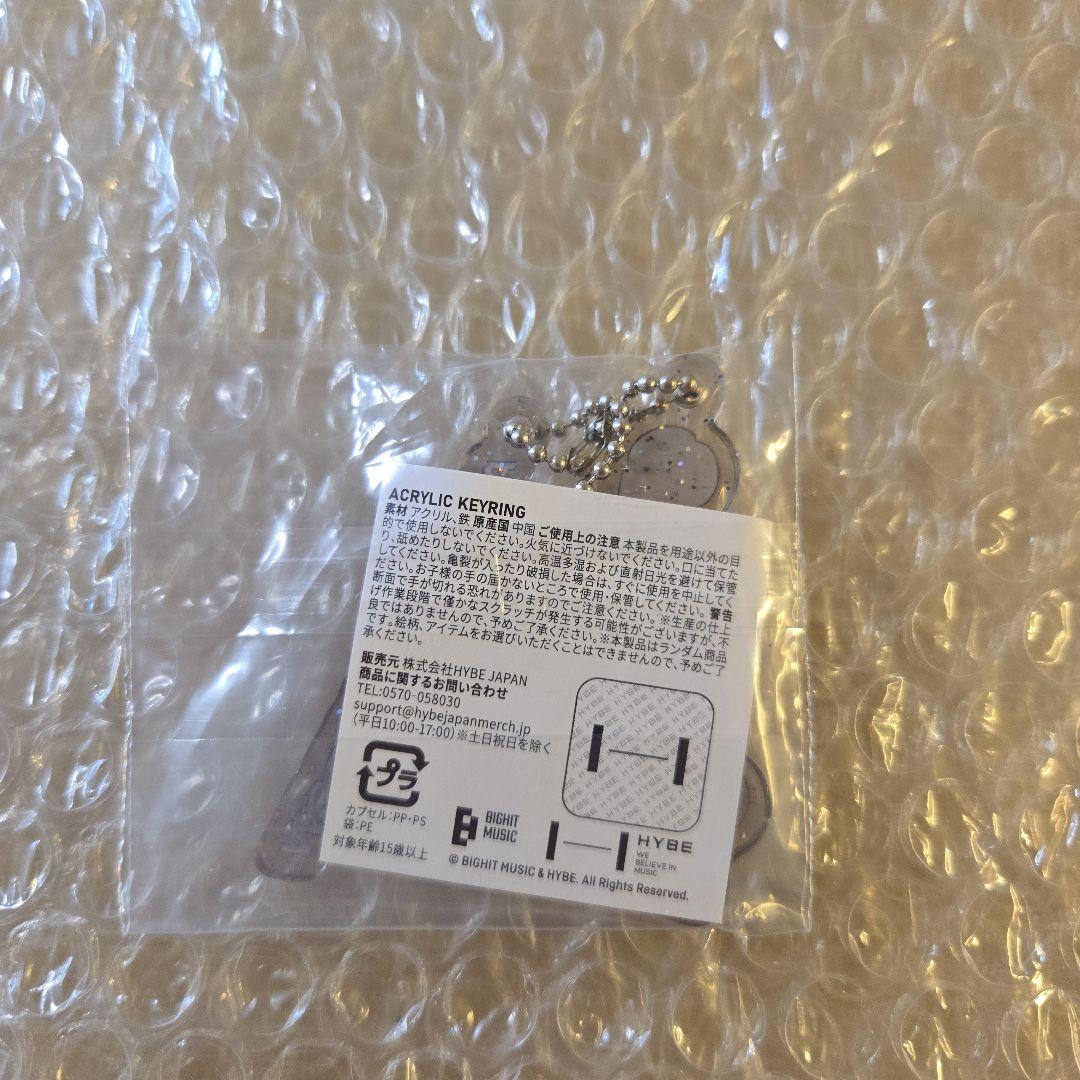 ACRYLIC KEYRING
素材 アクリル、鉄 原産国 中国 ご使用上の注意 本製品を用途以外の目
的で使用しないでください。火気に近づけないでください。口に当てた
り、舐めたりしないでください。高温多湿および直射日光を避けて保管
してください。亀裂が入ったり破損した場合は、すぐに使用を中止してく
ださい。お子様の手の届かないところで使用・保管してください。 警告
断面で手が切れる恐れがありますのでご注意ください。 ※生産の仕上
げ作業段階で僅かなスクラッチが発生する可能性がございますが、不
良ではありませんので、予めご了承ください。※本製品はランダム商品
です。絵柄、アイテムをお選びいただくことはできませんので、予めご了
承ください。
販売元 株式会社HYBE JAPAN
商品に関するお問い合わせ
TEL:0570-058030
support@hybejapanmerch.jp
(平日10:00-17:00)※土日祝日を除く
プラ
カプセル:PP・PS
袋:PE
対象年齢15歳以上
BIGHIT
MUSIC
HYBE
WE
BELIEVE IN
MUSIC
© BIGHIT MUSIC & HYBE. All Rights Reserved.